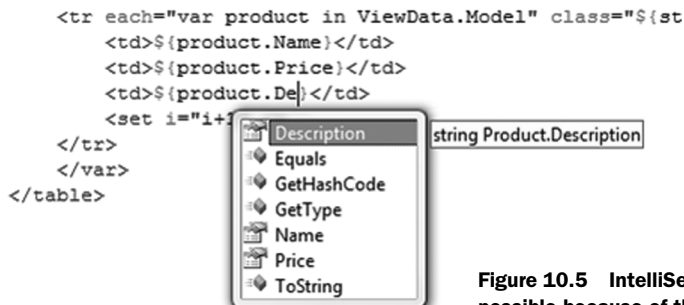 <tr each="var product in ViewData.Model" class="${st
<td>${product.Name}</td>
<td>${product.Price}</td>
<td>${product.De}</td>
<set i="i+1
</tr>
</var>
</table>
Description
Equals
GetHashCode
GetType
Name
Price
ToString
string Product.Description
Figure 10.5 IntelliSe
possible because of th